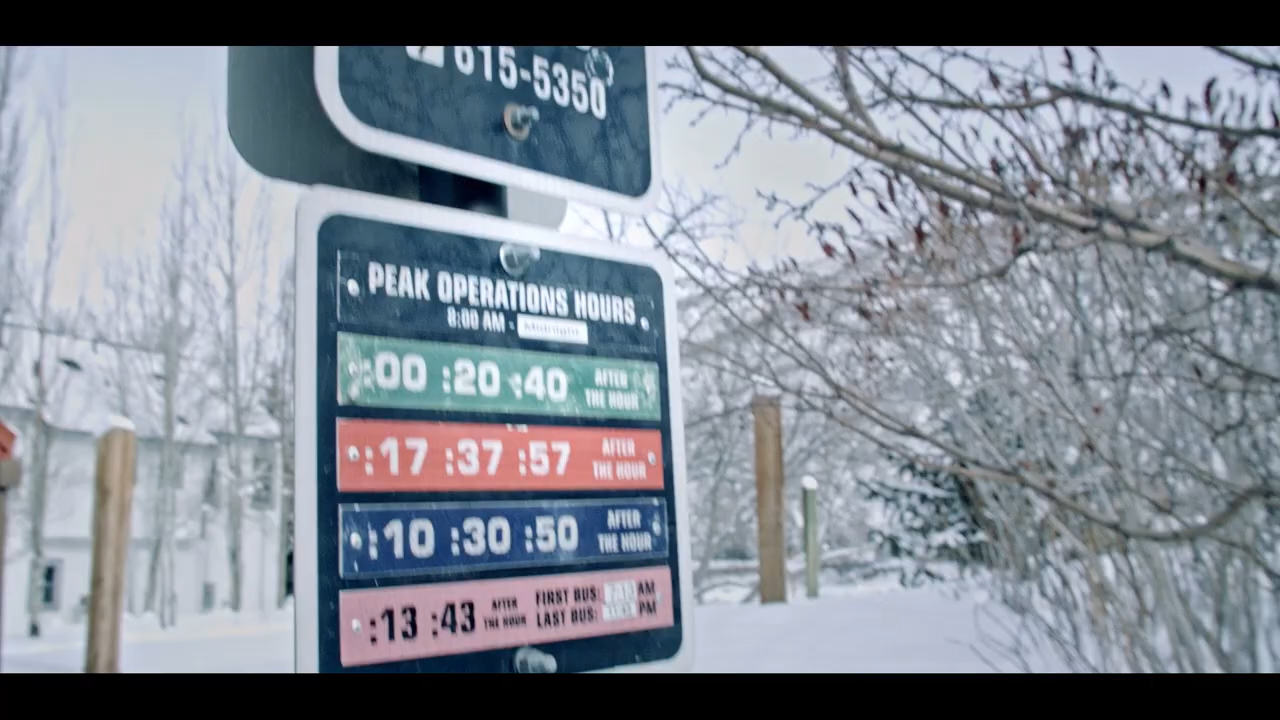 615-5350
PEAK OPERATIONS HOURS
8:00 AM - Midnight
:00 :20 :40 AFTER THE HOUR
:17 :37 :57 AFTER THE HOUR
:10 :30 :50 AFTER THE HOUR
:13 :43 AFTER THE HOUR
FIRST BUS: AM
LAST BUS: PM